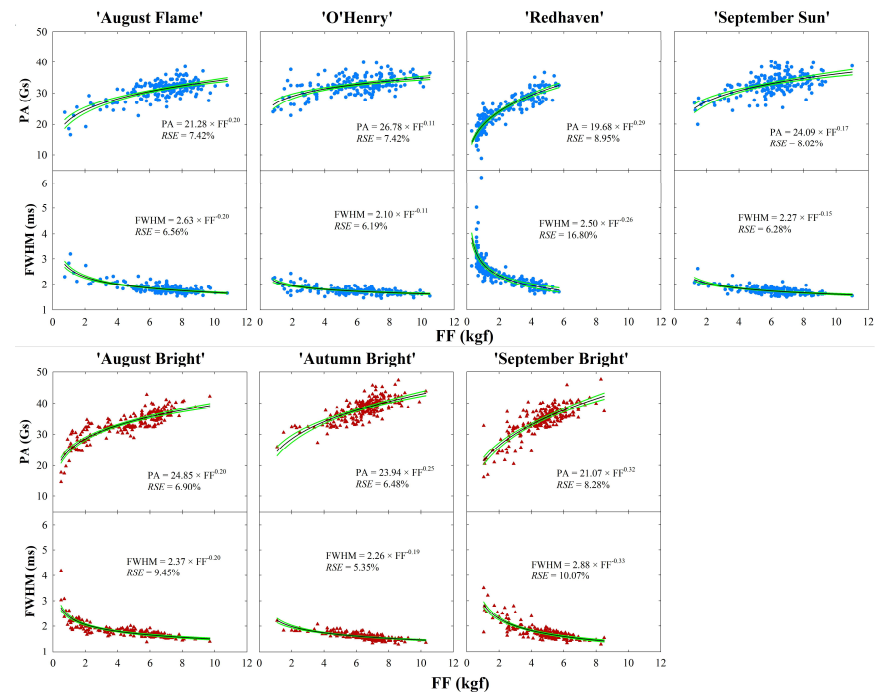 'August Flame' 'O'Henry' 'Redhaven' 'September Sun'
50
40
30
20
10
PA (Gs)
PA = 21.28 × FF^0.20
RSE = 7.42%
PA = 26.78 × FF^0.11
RSE = 7.42%
PA = 19.68 × FF^0.29
RSE = 8.95%
PA = 24.09 × FF^0.17
RSE − 8.02%
6
5
4
3
2
1
FWHM (ms)
FWHM = 2.63 × FF^-0.20
RSE = 6.56%
FWHM = 2.10 × FF^-0.11
RSE = 6.19%
FWHM = 2.50 × FF^-0.26
RSE = 16.80%
FWHM = 2.27 × FF^-0.15
RSE = 6.28%
0 2 4 6 8 10 12 0 2 4 6 8 10 12 0 2 4 6 8 10 12 0 2 4 6 8 10 12
FF (kgf)
'August Bright' 'Autumn Bright' 'September Bright'
50
40
30
20
10
PA (Gs)
PA = 24.85 × FF^0.20
RSE = 6.90%
PA = 23.94 × FF^0.25
RSE = 6.48%
PA = 21.07 × FF^0.32
RSE = 8.28%
6
5
4
3
2
1
FWHM (ms)
FWHM = 2.37 × FF^-0.20
RSE = 9.45%
FWHM = 2.26 × FF^-0.19
RSE = 5.35%
FWHM = 2.88 × FF^-0.33
RSE = 10.07%
0 2 4 6 8 10 12 0 2 4 6 8 10 12 0 2 4 6 8 10 12
FF (kgf)